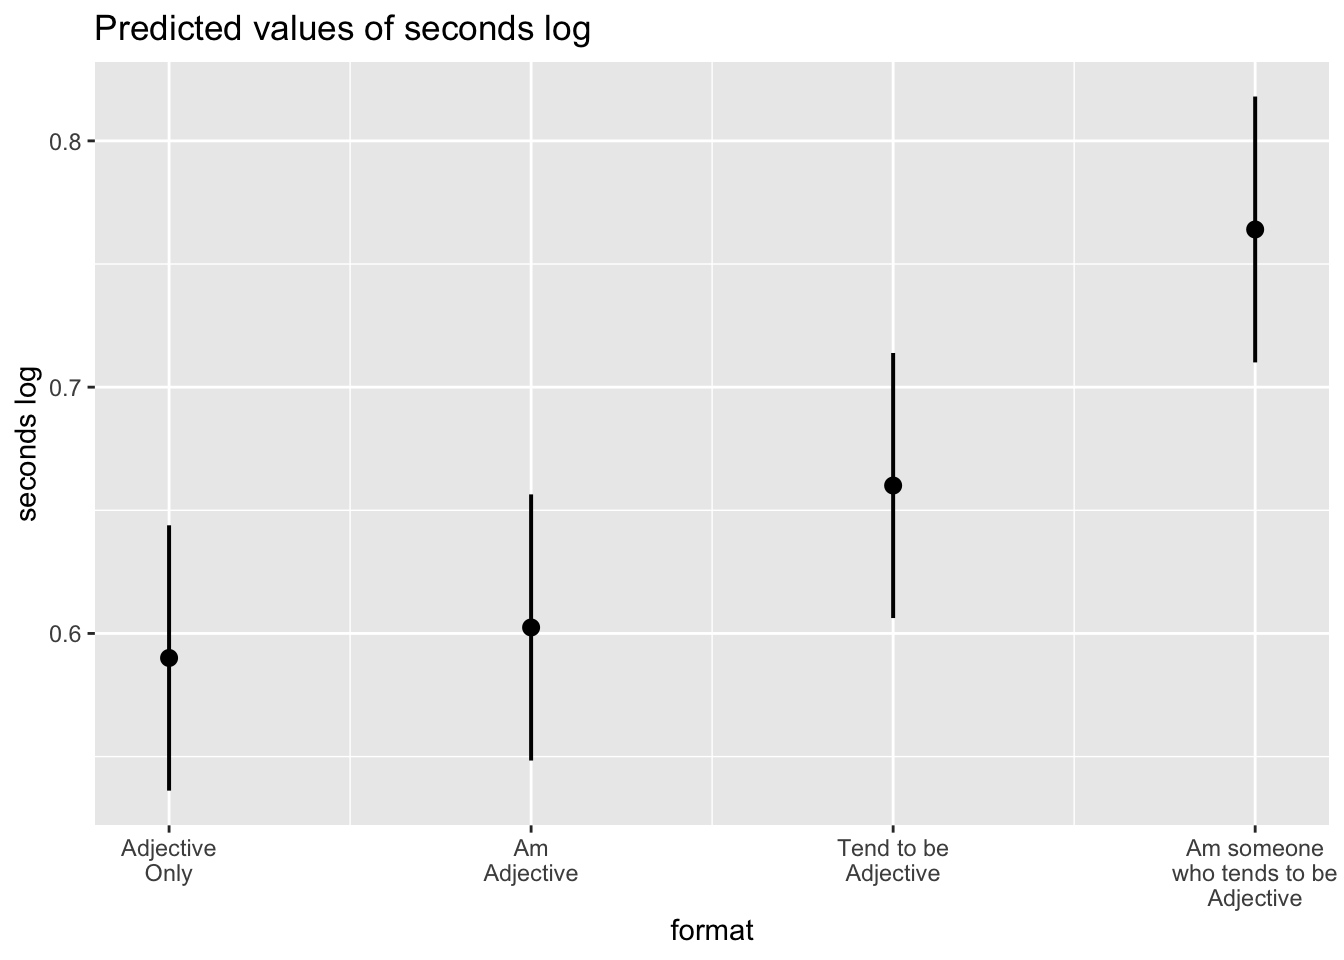 Predicted values of seconds log
seconds log
0.8
0.7
0.6
Adjective
Only
Am
Adjective
Tend to be
Adjective
Am someone
who tends to be
Adjective
format